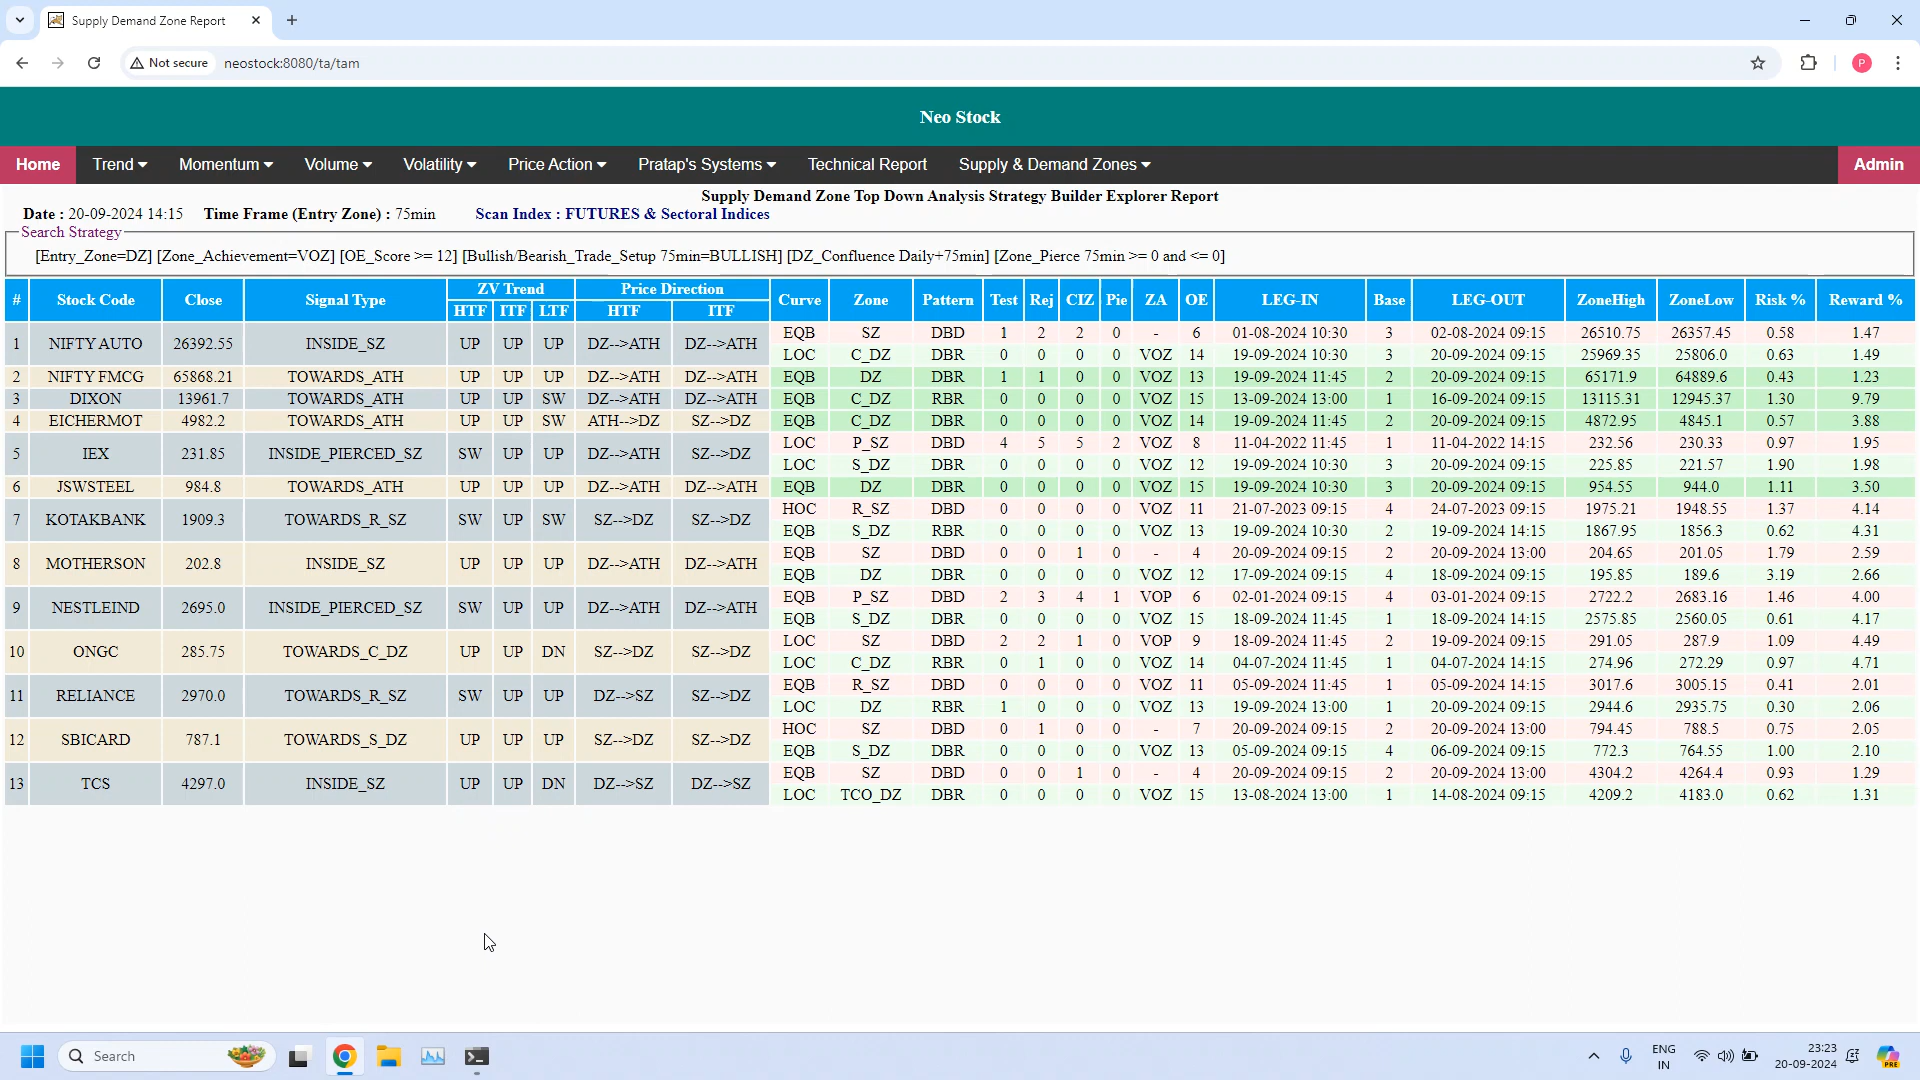 Supply Demand Zone Report
Not secure neostock:8080/ta/tam
P
Neo Stock
Home Trend Momentum Volume Volatility Price Action Pratap's Systems Technical Report Supply & Demand Zones Admin
Supply Demand Zone Top Down Analysis Strategy Builder Explorer Report
Date : 20-09-2024 14:15 Time Frame (Entry Zone) : 75min Scan Index : FUTURES & Sectoral Indices
Search Strategy
[Entry_Zone=DZ] [Zone_Achievement=VOZ] [OE_Score >= 12] [Bullish/Bearish_Trade_Setup 75min=BULLISH] [DZ_Confluence Daily+75min] [Zone_Pierce 75min >= 0 and <= 0]
# Stock Code Close Signal Type ZV Trend Price Direction Curve Zone Pattern Test Rej CIZ Pie ZA OE LEG-IN Base LEG-OUT ZoneHigh ZoneLow Risk % Reward %
HTF ITF LTF HTF ITF
1 NIFTY AUTO 26392.55 INSIDE_SZ UP UP UP DZ-->ATH DZ-->ATH EQB SZ DBD 1 2 2 0 - 6 01-08-2024 10:30 3 02-08-2024 09:15 26510.75 26357.45 0.58 1.47
LOC C_DZ DBR 0 0 0 0 VOZ 14 19-09-2024 10:30 3 20-09-2024 09:15 25969.35 25806.0 0.63 1.49
2 NIFTY FMCG 65868.21 TOWARDS_ATH UP UP UP DZ-->ATH DZ-->ATH EQB DZ DBR 1 1 0 0 VOZ 13 19-09-2024 11:45 2 20-09-2024 09:15 65171.9 64889.6 0.43 1.23
3 DIXON 13961.7 TOWARDS_ATH UP UP SW DZ-->ATH DZ-->ATH EQB C_DZ RBR 0 0 0 0 VOZ 15 13-09-2024 13:00 1 16-09-2024 09:15 13115.31 12945.37 1.30 9.79
4 EICHERMOT 4982.2 TOWARDS_ATH UP UP SW ATH-->DZ SZ-->DZ EQB C_DZ DBR 0 0 0 0 VOZ 14 19-09-2024 11:45 2 20-09-2024 09:15 4872.95 4845.1 0.57 3.88
5 IEX 231.85 INSIDE_PIERCED_SZ SW UP UP DZ-->ATH SZ-->DZ LOC P_SZ DBD 4 5 5 2 VOZ 8 11-04-2022 11:45 1 11-04-2022 14:15 232.56 230.33 0.97 1.95
LOC S_DZ DBR 0 0 0 0 VOZ 12 19-09-2024 10:30 3 20-09-2024 09:15 225.85 221.57 1.90 1.98
6 JSWSTEEL 984.8 TOWARDS_ATH UP UP UP DZ-->ATH DZ-->ATH EQB DZ DBR 0 0 0 0 VOZ 15 19-09-2024 10:30 3 20-09-2024 09:15 954.55 944.0 1.11 3.50
7 KOTAKBANK 1909.3 TOWARDS_R_SZ SW UP SW SZ-->DZ SZ-->DZ HOC R_SZ DBD 0 0 0 0 VOZ 11 21-07-2023 09:15 4 24-07-2023 09:15 1975.21 1948.55 1.37 4.14
EQB S_DZ RBR 0 0 0 0 VOZ 13 19-09-2024 10:30 2 19-09-2024 14:15 1867.95 1856.3 0.62 4.31
8 MOTHERSON 202.8 INSIDE_SZ UP UP UP DZ-->ATH DZ-->ATH EQB SZ DBD 0 0 1 0 - 4 20-09-2024 09:15 2 20-09-2024 13:00 204.65 201.05 1.79 2.59
EQB DZ DBR 0 0 0 0 VOZ 12 17-09-2024 09:15 4 18-09-2024 09:15 195.85 189.6 3.19 2.66
9 NESTLEIND 2695.0 INSIDE_PIERCED_SZ SW UP UP DZ-->ATH DZ-->ATH EQB P_SZ DBD 2 3 4 1 VOP 6 02-01-2024 09:15 4 03-01-2024 09:15 2722.2 2683.16 1.46 4.00
EQB S_DZ DBR 0 0 0 0 VOZ 15 18-09-2024 11:45 1 18-09-2024 14:15 2575.85 2560.05 0.61 4.17
10 ONGC 285.75 TOWARDS_C_DZ UP UP DN SZ-->DZ SZ-->DZ LOC SZ DBD 2 2 1 0 VOP 9 18-09-2024 11:45 2 19-09-2024 09:15 291.05 287.9 1.09 4.49
LOC C_DZ RBR 0 1 0 0 VOZ 14 04-07-2024 11:45 1 04-07-2024 14:15 274.96 272.29 0.97 4.71
11 RELIANCE 2970.0 TOWARDS_R_SZ SW UP UP DZ-->SZ SZ-->DZ EQB R_SZ DBD 0 0 0 0 VOZ 11 05-09-2024 11:45 1 05-09-2024 14:15 3017.6 3005.15 0.41 2.01
LOC DZ RBR 1 0 0 0 VOZ 13 19-09-2024 13:00 1 20-09-2024 09:15 2944.6 2935.75 0.30 2.06
12 SBICARD 787.1 TOWARDS_S_DZ UP UP UP SZ-->DZ SZ-->DZ HOC SZ DBD 0 1 0 0 - 7 20-09-2024 09:15 2 20-09-2024 13:00 794.45 788.5 0.75 2.05
EQB S_DZ DBR 0 0 0 0 VOZ 13 05-09-2024 09:15 4 06-09-2024 09:15 772.3 764.55 1.00 2.10
13 TCS 4297.0 INSIDE_SZ UP UP DN DZ-->SZ DZ-->SZ EQB SZ DBD 0 0 1 0 - 4 20-09-2024 09:15 2 20-09-2024 13:00 4304.2 4264.4 0.93 1.29
LOC TCO_DZ DBR 0 0 0 0 VOZ 15 13-08-2024 13:00 1 14-08-2024 09:15 4209.2 4183.0 0.62 1.31
Search ENG 23:23
IN 20-09-2024
PRE